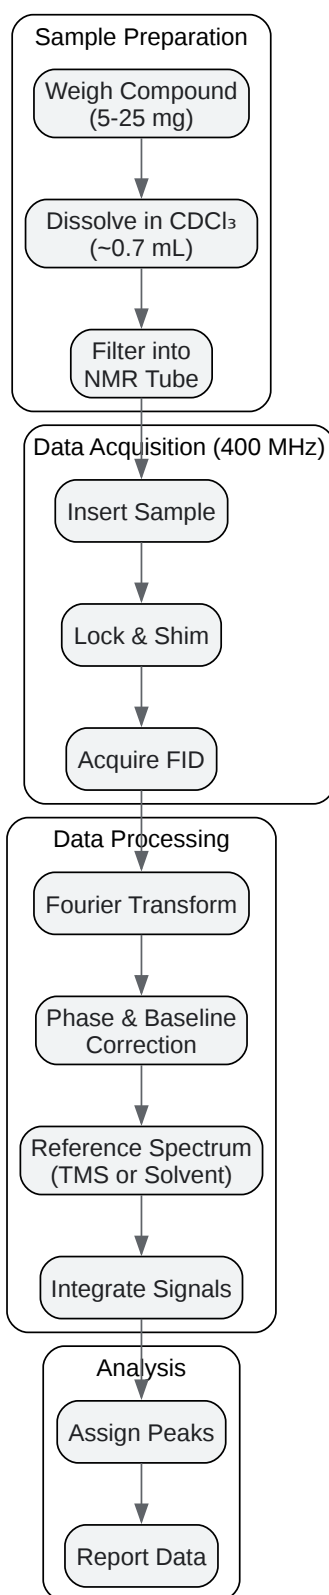 Sample Preparation
Weigh Compound
(5-25 mg)
Dissolve in CDCl₃
(~0.7 mL)
Filter into
NMR Tube
Data Acquisition (400 MHz)
Insert Sample
Lock & Shim
Acquire FID
Data Processing
Fourier Transform
Phase & Baseline
Correction
Reference Spectrum
(TMS or Solvent)
Integrate Signals
Analysis
Assign Peaks
Report Data